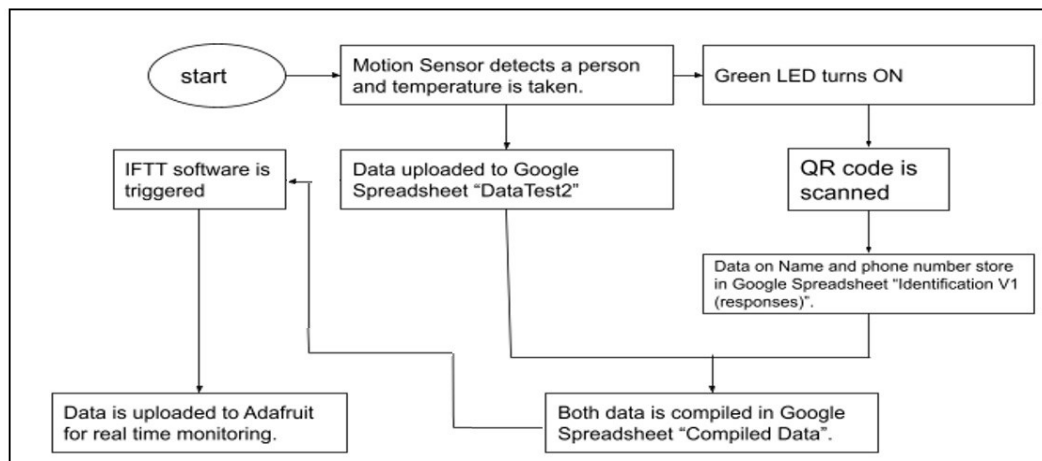 start
Motion Sensor detects a person
and temperature is taken.
Green LED turns ON
IFTT software is
triggered
Data uploaded to Google
Spreadsheet “DataTest2”
QR code is
scanned
Data on Name and phone number store
in Google Spreadsheet “Identification V1
(responses)”.
Data is uploaded to Adafruit
for real time monitoring.
Both data is compiled in Google
Spreadsheet “Compiled Data”.